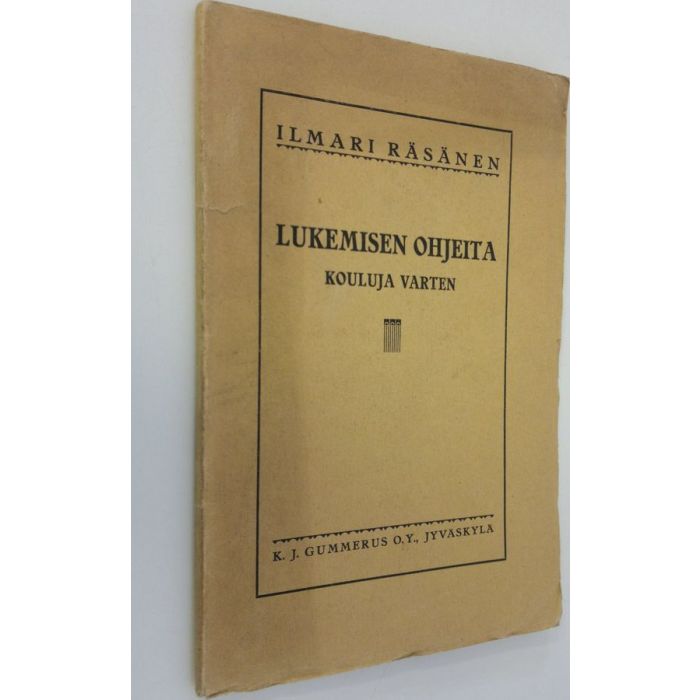 ILMARI RÄSÄNEN
LUKEMISEN OHJEITA
KOULUJA VARTEN
K. J. GUMMERUS O.Y., JYVÄSKYLÄ